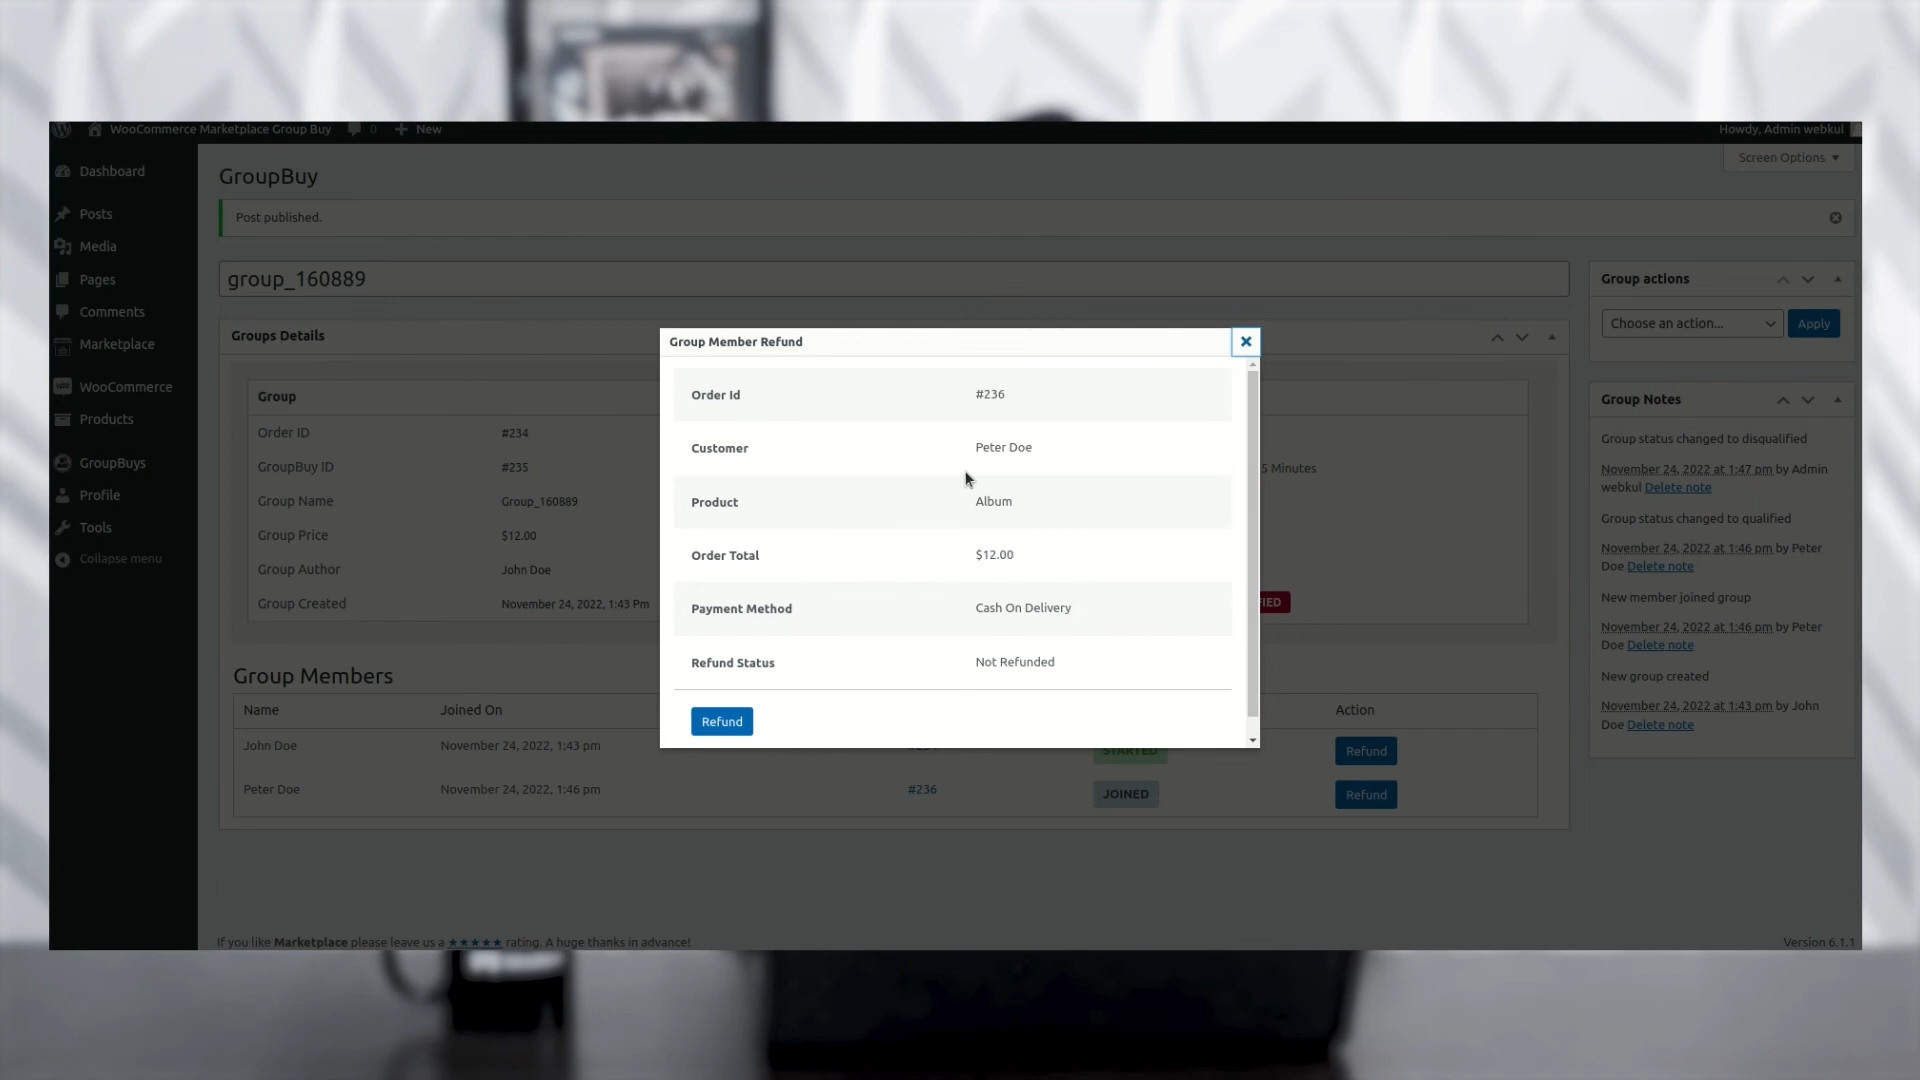 WooCommerce Marketplace Group Buy 0 New Howdy, Admin webkul
Screen Options
Dashboard
Posts
Media
Pages
Comments
Marketplace
WooCommerce
Products
GroupBuys
Profile
Tools
Collapse menu
GroupBuy
Post published.
group_160889
Groups Details
Group
Order ID #234
GroupBuy ID #235
Group Name Group_160889
Group Price $12.00
Group Author John Doe
Group Created November 24, 2022, 1:43 Pm
5 Minutes
Group Member Refund
Order Id #236
Customer Peter Doe
Product Album
Order Total $12.00
Payment Method Cash On Delivery
Refund Status Not Refunded
Refund
Group Members
Name Joined On Action
John Doe November 24, 2022, 1:43 pm STARTED Refund
Peter Doe November 24, 2022, 1:46 pm #236 JOINED Refund
Group actions
Choose an action... Apply
Group Notes
Group status changed to disqualified
November 24, 2022 at 1:47 pm by Admin
webkul Delete note
Group status changed to qualified
November 24, 2022 at 1:46 pm by Peter
Doe Delete note
New member joined group
November 24, 2022 at 1:46 pm by Peter
Doe Delete note
New group created
November 24, 2022 at 1:43 pm by John
Doe Delete note
If you like Marketplace please leave us a ★★★★★ rating. A huge thanks in advance!
Version 6.1.1